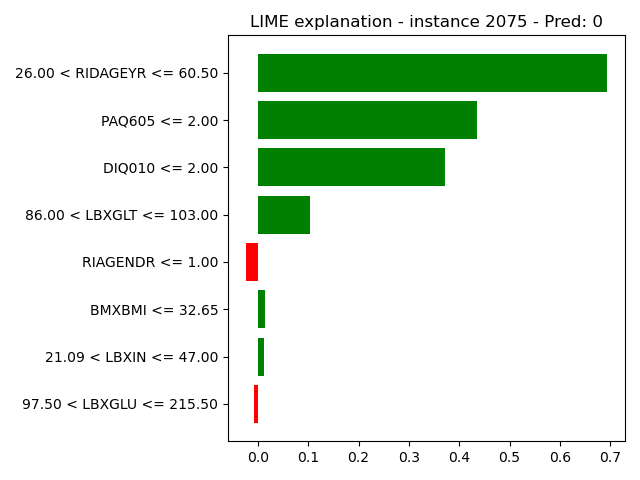 LIME explanation - instance 2075 - Pred: 0
26.00 < RIDAGEYR <= 60.50
PAQ605 <= 2.00
DIQ010 <= 2.00
86.00 < LBXGLT <= 103.00
RIAGENDR <= 1.00
BMXBMI <= 32.65
21.09 < LBXIN <= 47.00
97.50 < LBXGLU <= 215.50
0.0 0.1 0.2 0.3 0.4 0.5 0.6 0.7